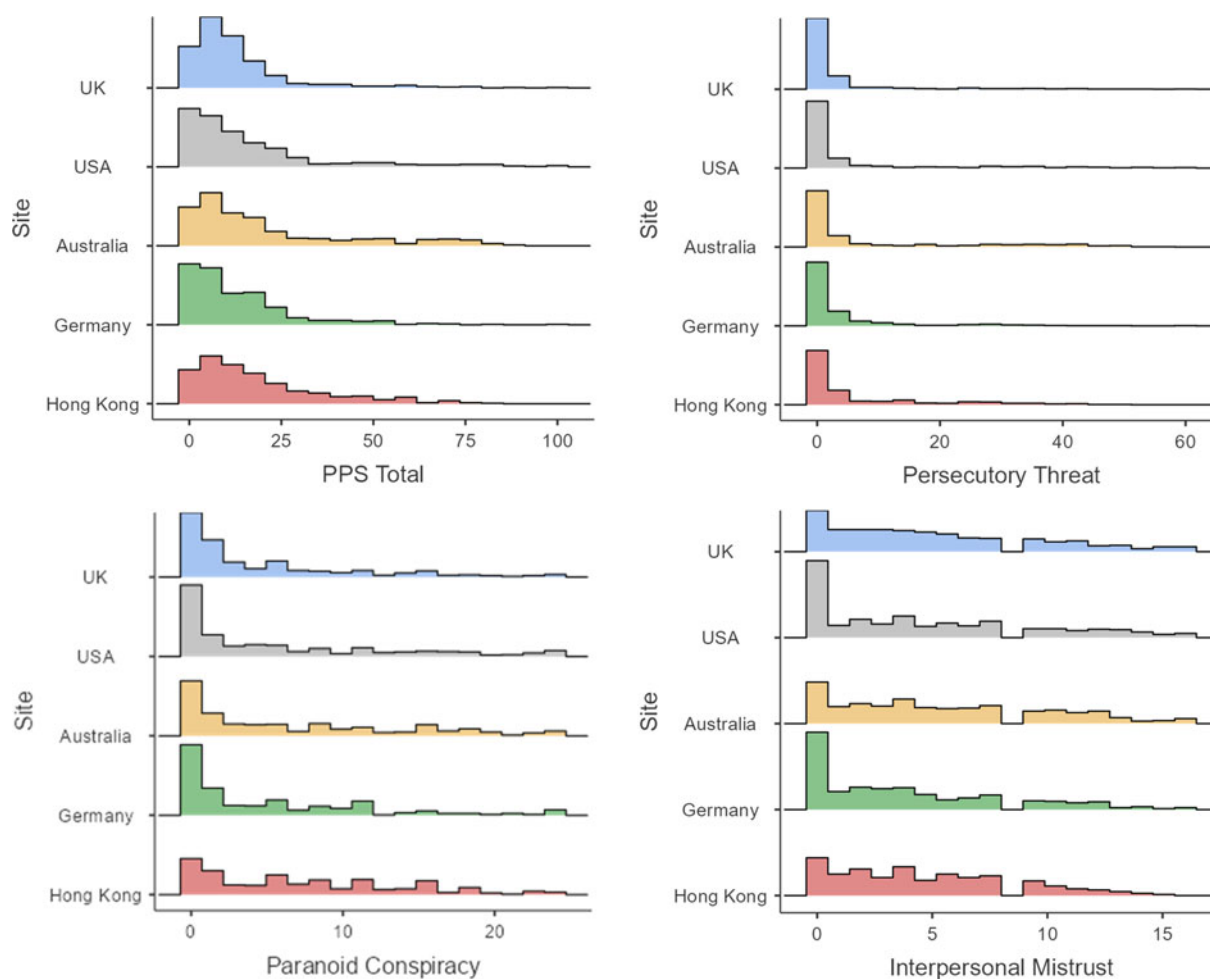 Site
UK
USA
Australia
Germany
Hong Kong
0 25 50 75 100
PPS Total
Site
UK
USA
Australia
Germany
Hong Kong
0 20 40 60
Persecutory Threat
Site
UK
USA
Australia
Germany
Hong Kong
0 10 20
Paranoid Conspiracy
Site
UK
USA
Australia
Germany
Hong Kong
0 5 10 15
Interpersonal Mistrust